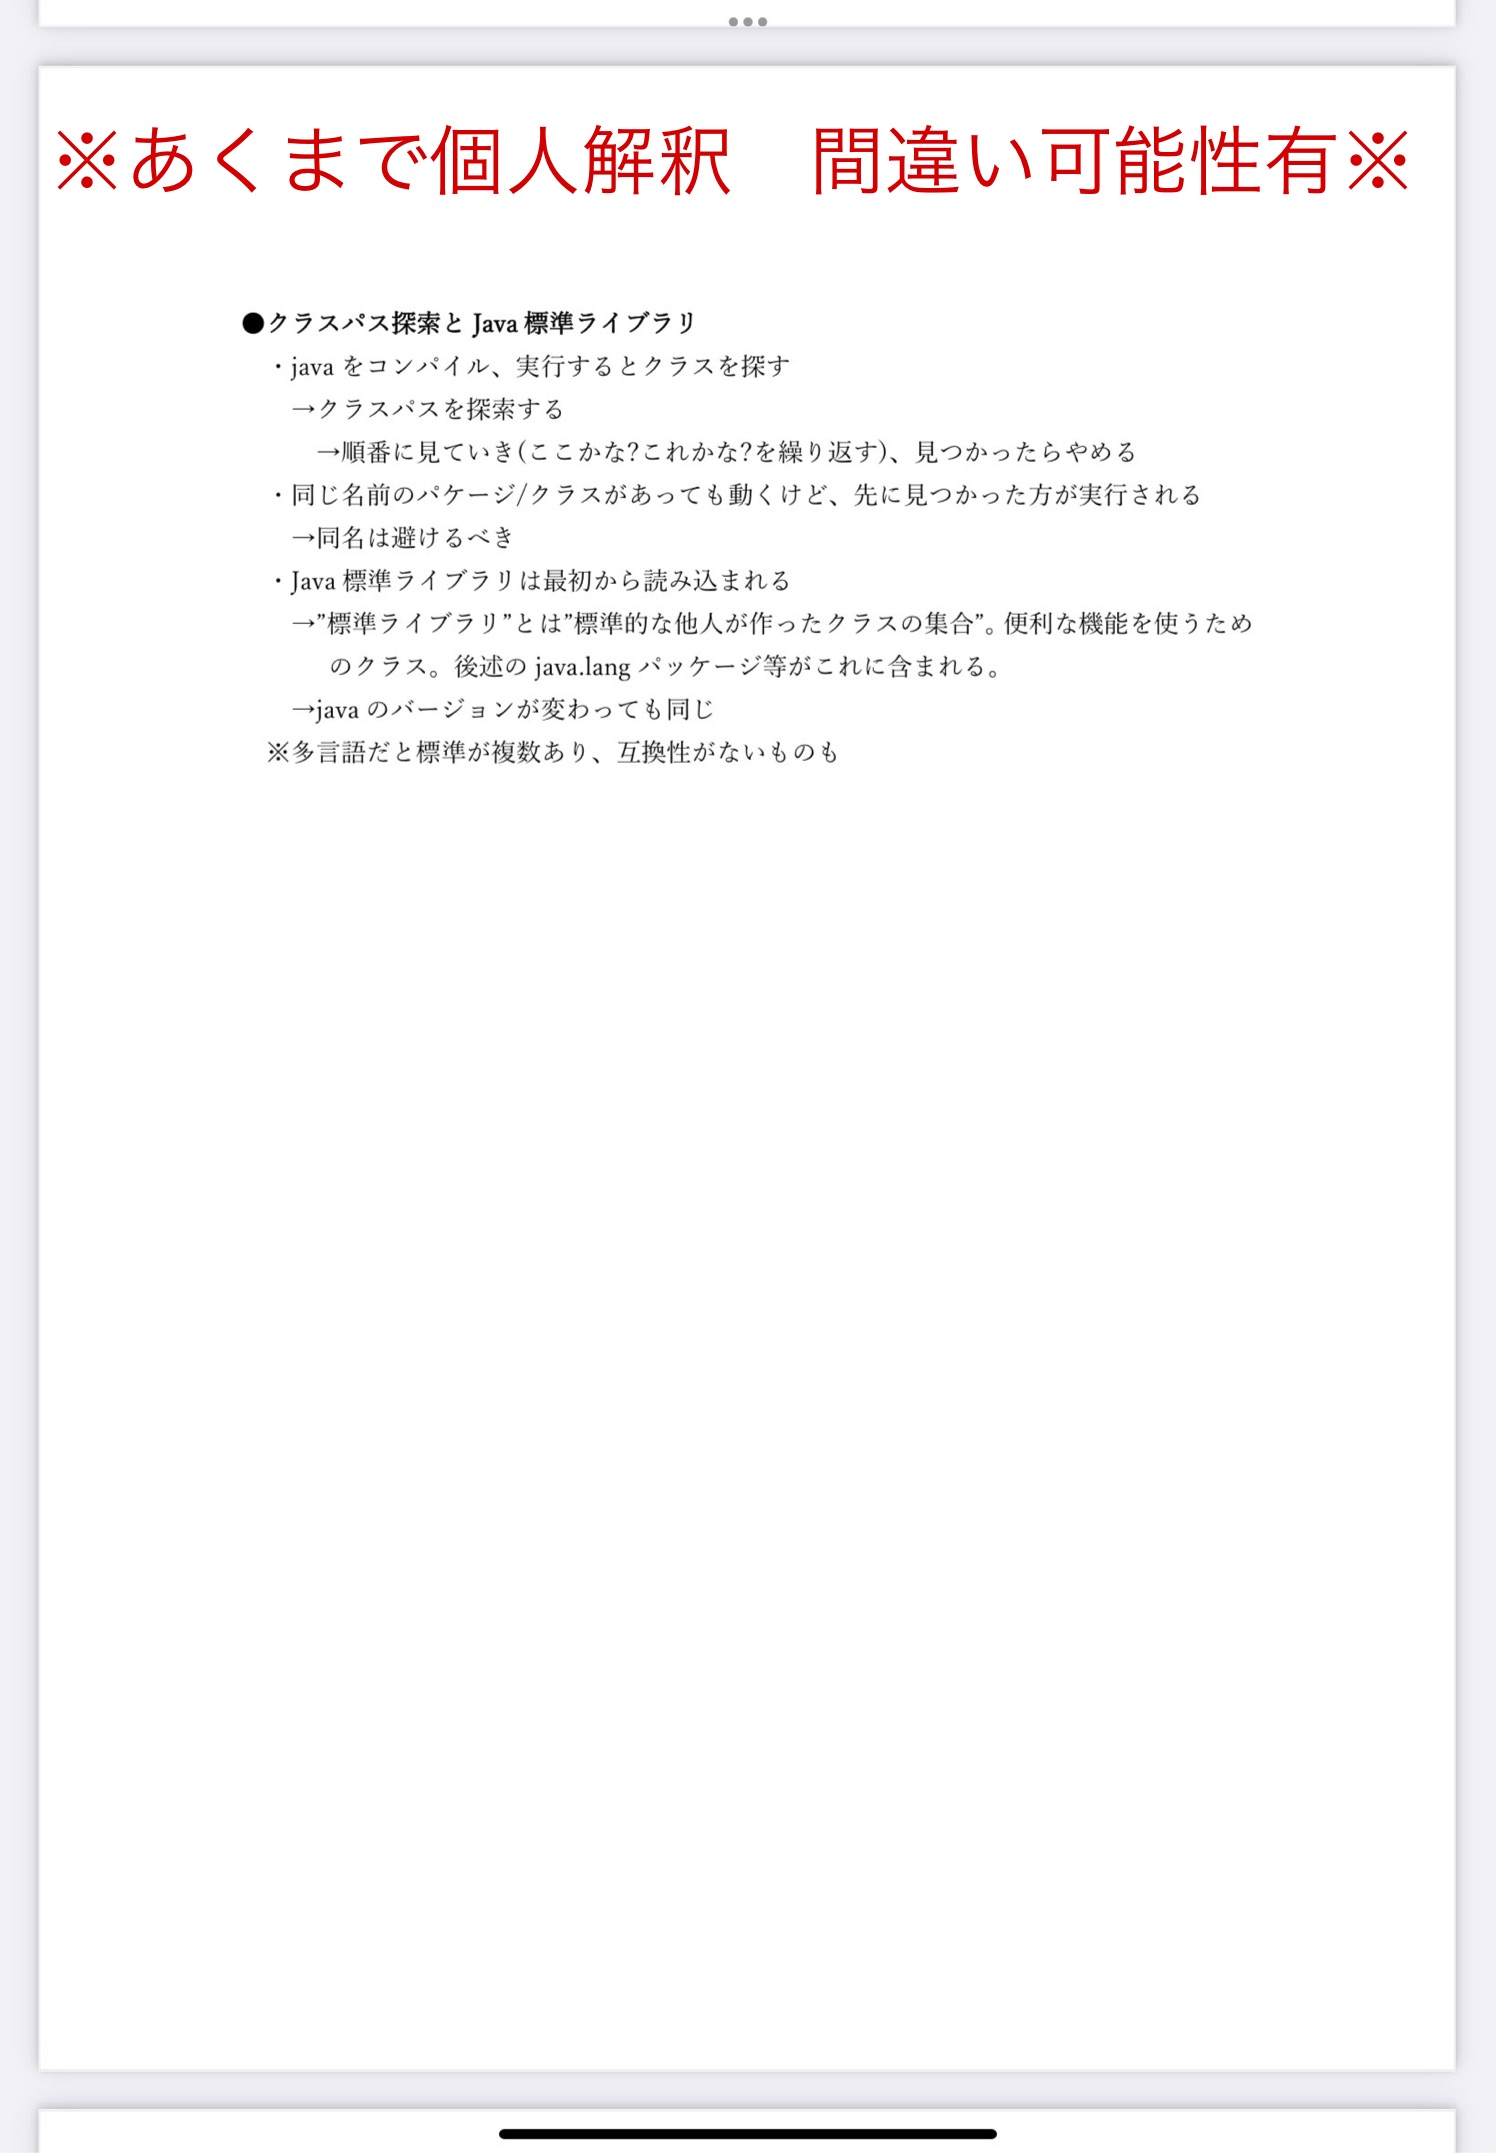 ※あくまで個人解釈　間違い可能性有※
●クラスパス探索と Java 標準ライブラリ
・java をコンパイル、実行するとクラスを探す
→クラスパスを探索する
→順番に見ていき(ここかな?これかな?を繰り返す)、見つかったらやめる
・同じ名前のパケージ/クラスがあっても動くけど、先に見つかった方が実行される
→同名は避けるべき
・Java 標準ライブラリは最初から読み込まれる
→”標準ライブラリ”とは”標準的な他人が作ったクラスの集合”。便利な機能を使うため
のクラス。後述の java.lang パッケージ等がこれに含まれる。
→java のバージョンが変わっても同じ
※多言語だと標準が複数あり、互換性がないものも